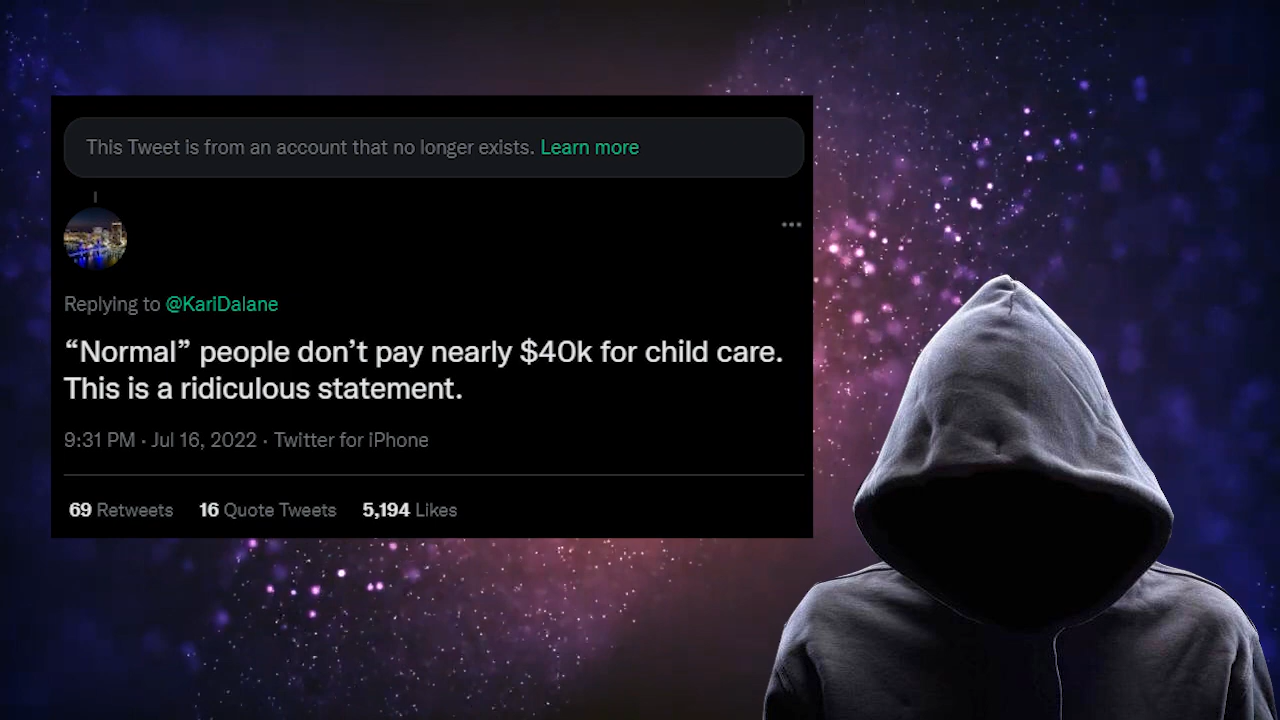 This Tweet is from an account that no longer exists. Learn more
Replying to @KariDalane
“Normal” people don’t pay nearly $40k for child care.
This is a ridiculous statement.
9:31 PM · Jul 16, 2022 · Twitter for iPhone
69 Retweets 16 Quote Tweets 5,194 Likes